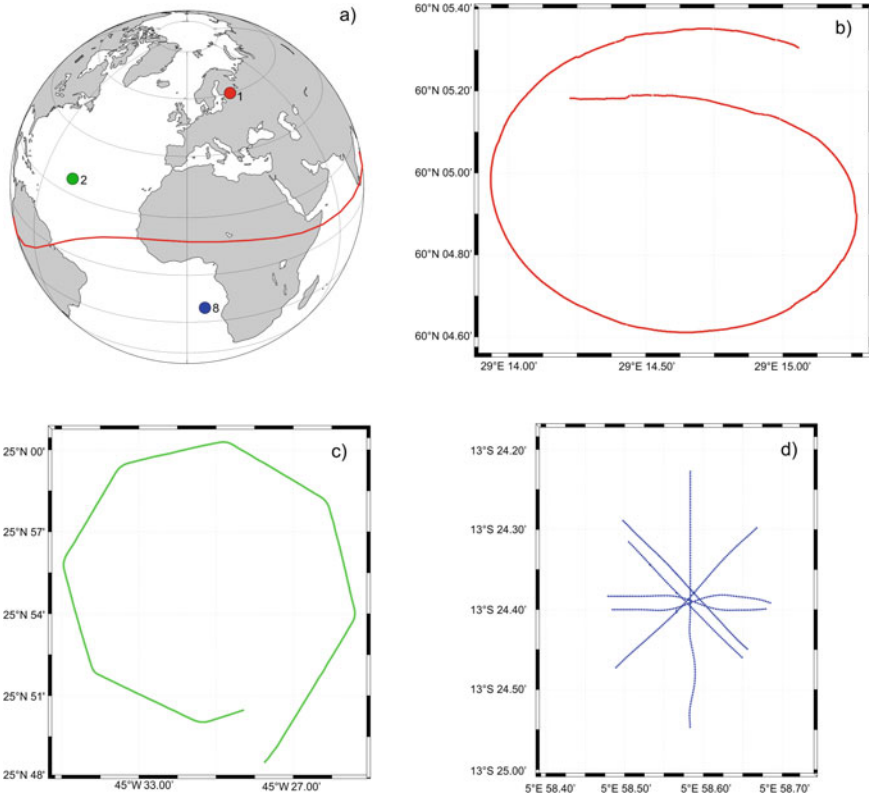 a)
1
2
8
b)
60°N 05.40'
60°N 05.20'
60°N 05.00'
60°N 04.80'
60°N 04.60'
29°E 14.00' 29°E 14.50' 29°E 15.00'
c)
25°N 00'
25°N 57'
25°N 54'
25°N 51'
25°N 48'
45°W 33.00' 45°W 27.00'
d)
13°S 24.20'
13°S 24.30'
13°S 24.40'
13°S 24.50'
13°S 25.00'
5°E 58.40' 5°E 58.50' 5°E 58.60' 5°E 58.70'